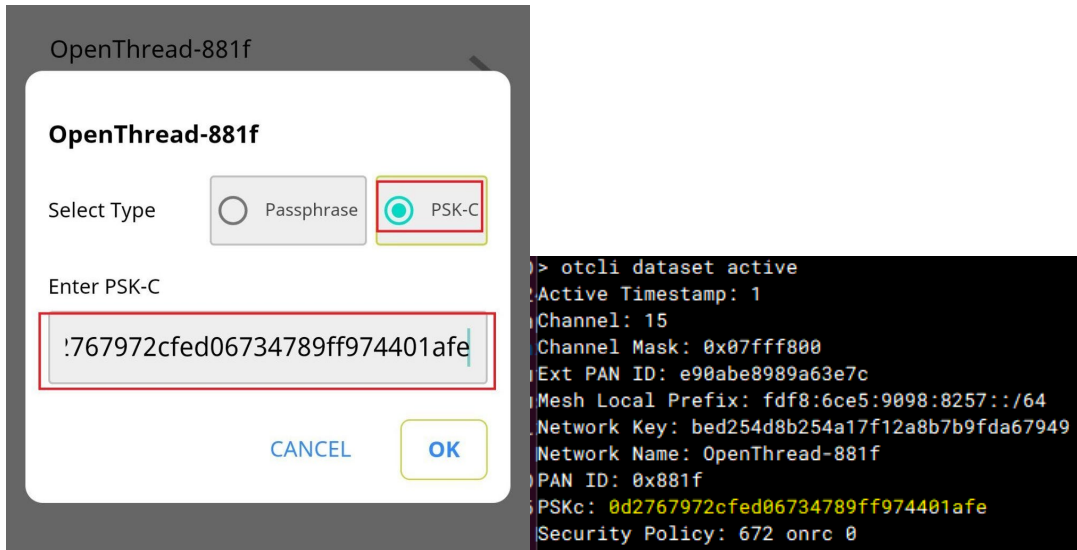 OpenThread-881f
OpenThread-881f
Select Type
Passphrase
PSK-C
Enter PSK-C
2767972cfed06734789ff974401afe
CANCEL
OK
> otcli dataset active
Active Timestamp: 1
Channel: 15
Channel Mask: 0x07fff800
Ext PAN ID: e90abe8989a63e7c
Mesh Local Prefix: fdf8:6ce5:9098:8257::/64
Network Key: bed254d8b254a17f12a8b7b9fda67949
Network Name: OpenThread-881f
PAN ID: 0x881f
PSKc: 0d2767972cfed06734789ff974401afe
Security Policy: 672 onrc 0